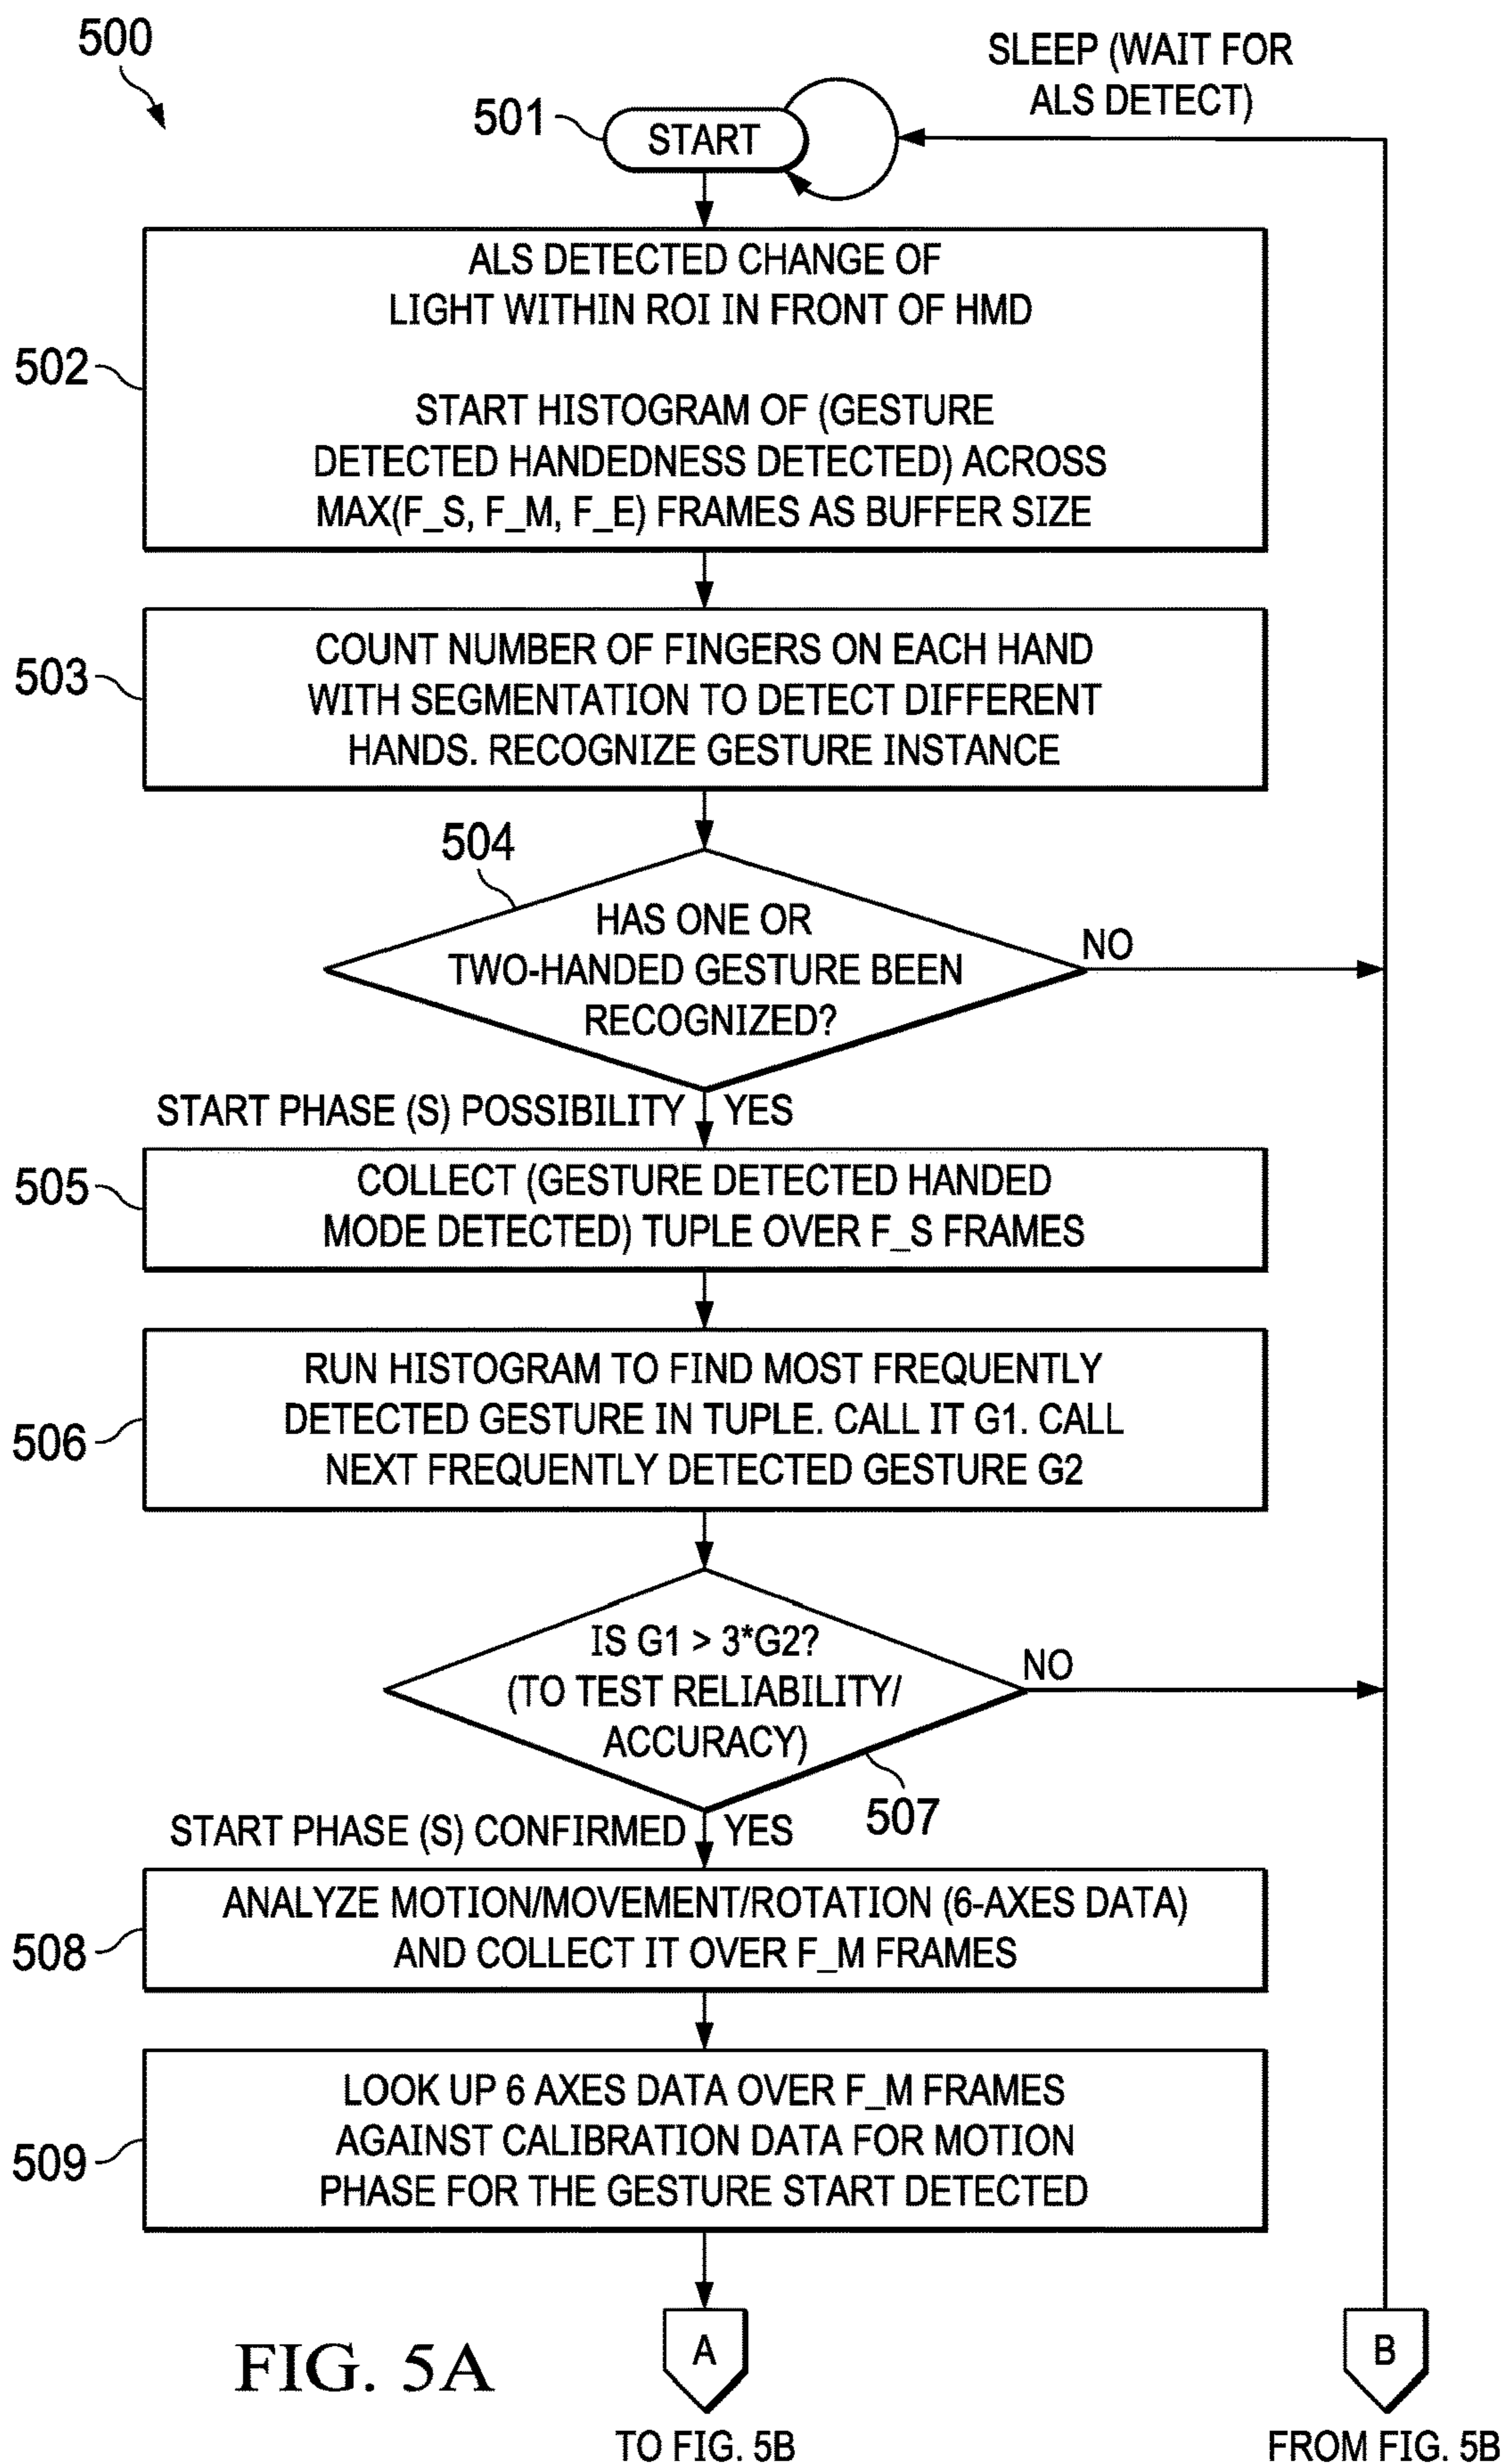 500
SLEEP (WAIT FOR
ALS DETECT)
501
START
502
ALS DETECTED CHANGE OF
LIGHT WITHIN ROI IN FRONT OF HMD
START HISTOGRAM OF (GESTURE
DETECTED HANDEDNESS DETECTED) ACROSS
MAX(F_S, F_M, F_E) FRAMES AS BUFFER SIZE
503
COUNT NUMBER OF FINGERS ON EACH HAND
WITH SEGMENTATION TO DETECT DIFFERENT
HANDS. RECOGNIZE GESTURE INSTANCE
504
HAS ONE OR
TWO-HANDED GESTURE BEEN
RECOGNIZED?
NO
START PHASE (S) POSSIBILITY YES
505
COLLECT (GESTURE DETECTED HANDED
MODE DETECTED) TUPLE OVER F_S FRAMES
506
RUN HISTOGRAM TO FIND MOST FREQUENTLY
DETECTED GESTURE IN TUPLE. CALL IT G1. CALL
NEXT FREQUENTLY DETECTED GESTURE G2
IS G1 > 3*G2?
(TO TEST RELIABILITY/
ACCURACY)
NO
507
START PHASE (S) CONFIRMED YES
508
ANALYZE MOTION/MOVEMENT/ROTATION (6-AXES DATA)
AND COLLECT IT OVER F_M FRAMES
509
LOOK UP 6 AXES DATA OVER F_M FRAMES
AGAINST CALIBRATION DATA FOR MOTION
PHASE FOR THE GESTURE START DETECTED
FIG. 5A
A
TO FIG. 5B
B
FROM FIG. 5B